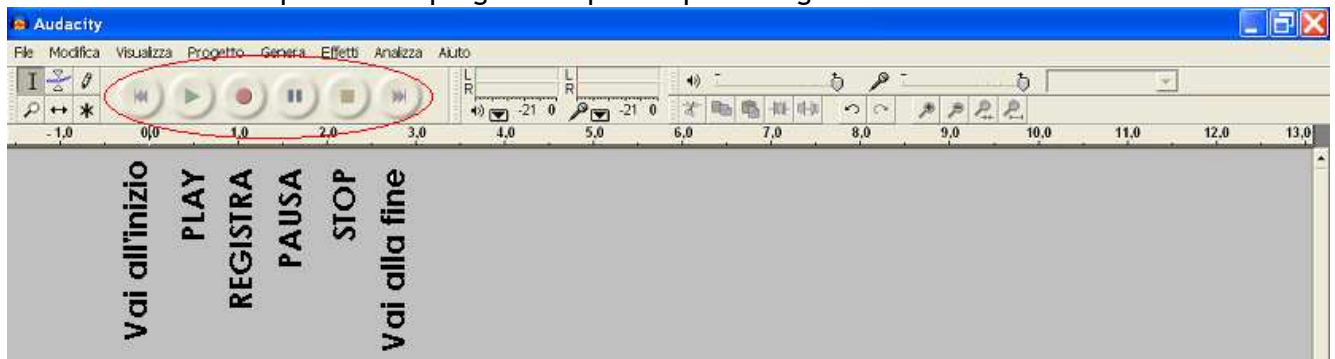 Audacity
File Modifica Visualizza Progetto Genera Effetti Analizza Aiuto
L
R
L
R
-21 0 -21 0
- 1,0 0,0 1,0 2,0 3,0 4,0 5,0 6,0 7,0 8,0 9,0 10,0 11,0 12,0 13,0
Vai all'inizio
PLAY
REGISTRA
PAUSA
STOP
Vai alla fine